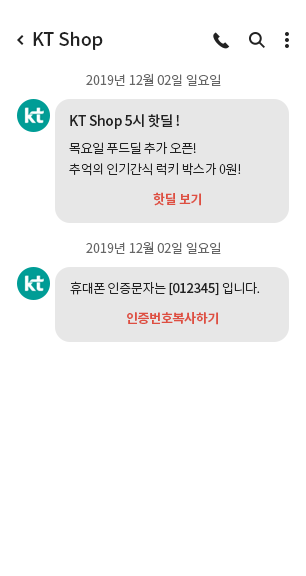 KT Shop
2019년 12월 02일 일요일
kt
KT Shop 5시 핫딜 !
목요일 푸드딜 추가 오픈!
추억의 인기간식 럭키 박스가 0원!
핫딜 보기
2019년 12월 02일 일요일
kt
휴대폰 인증문자는 [012345] 입니다.
인증번호복사하기